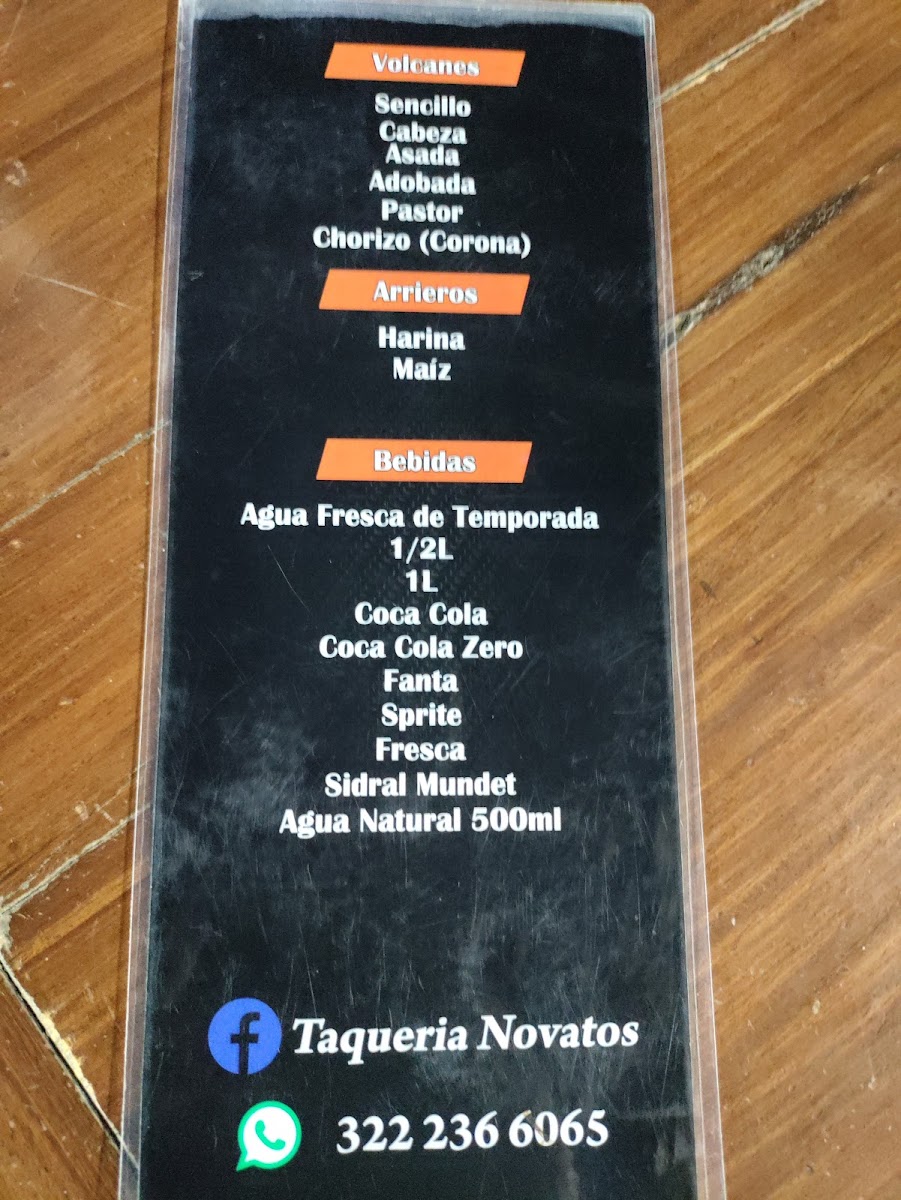 Volcanes
Sencillo
Cabeza
Asada
Adobada
Pastor
Chorizo (Corona)
Arrieros
Harina
Maíz
Bebidas
Agua Fresca de Temporada
1/2L
1L
Coca Cola
Coca Cola Zero
Fanta
Sprite
Fresca
Sidral Mundet
Agua Natural 500ml
Taqueria Novatos
322 236 6065